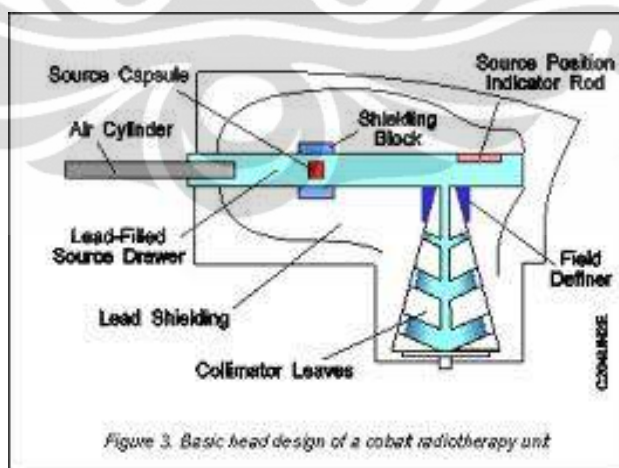 Source Position
Indicator Rod
Source Capsule
Shielding
Block
Air Cylinder
Lead-Filled
Source Drawer
Field
Definer
Lead Shielding
Collimator Leaves
Figure 3. Basic head design of a cobalt radiotherapy unit